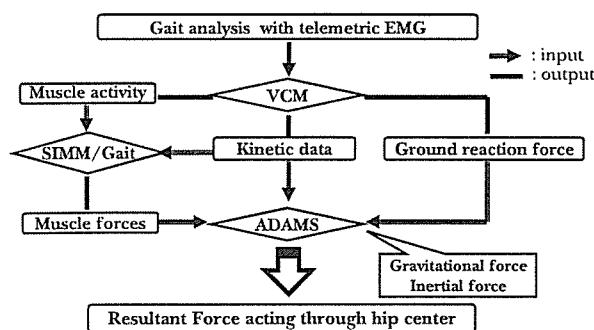 Gait analysis with telemetric EMG
: input
: output
Muscle activity
VCM
SIMM/Gait
Kinetic data
Ground reaction force
Muscle forces
ADAMS
Gravitational force
Inertial force
Resultant Force acting through hip center